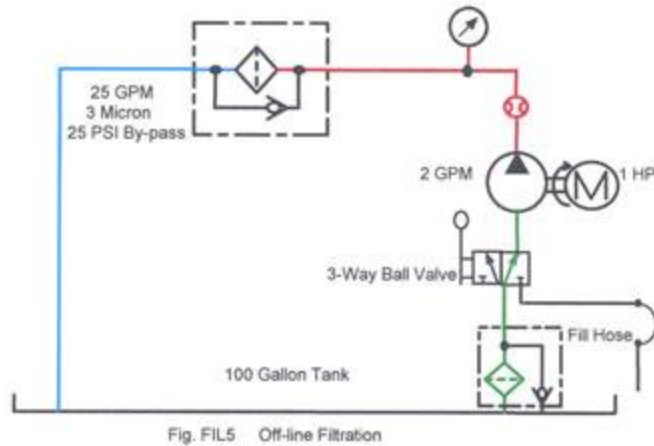 25 GPM
3 Micron
25 PSI By-pass
2 GPM
M
1 HP
3-Way Ball Valve
Fill Hose
100 Gallon Tank
Fig. FIL5 Off-line Filtration